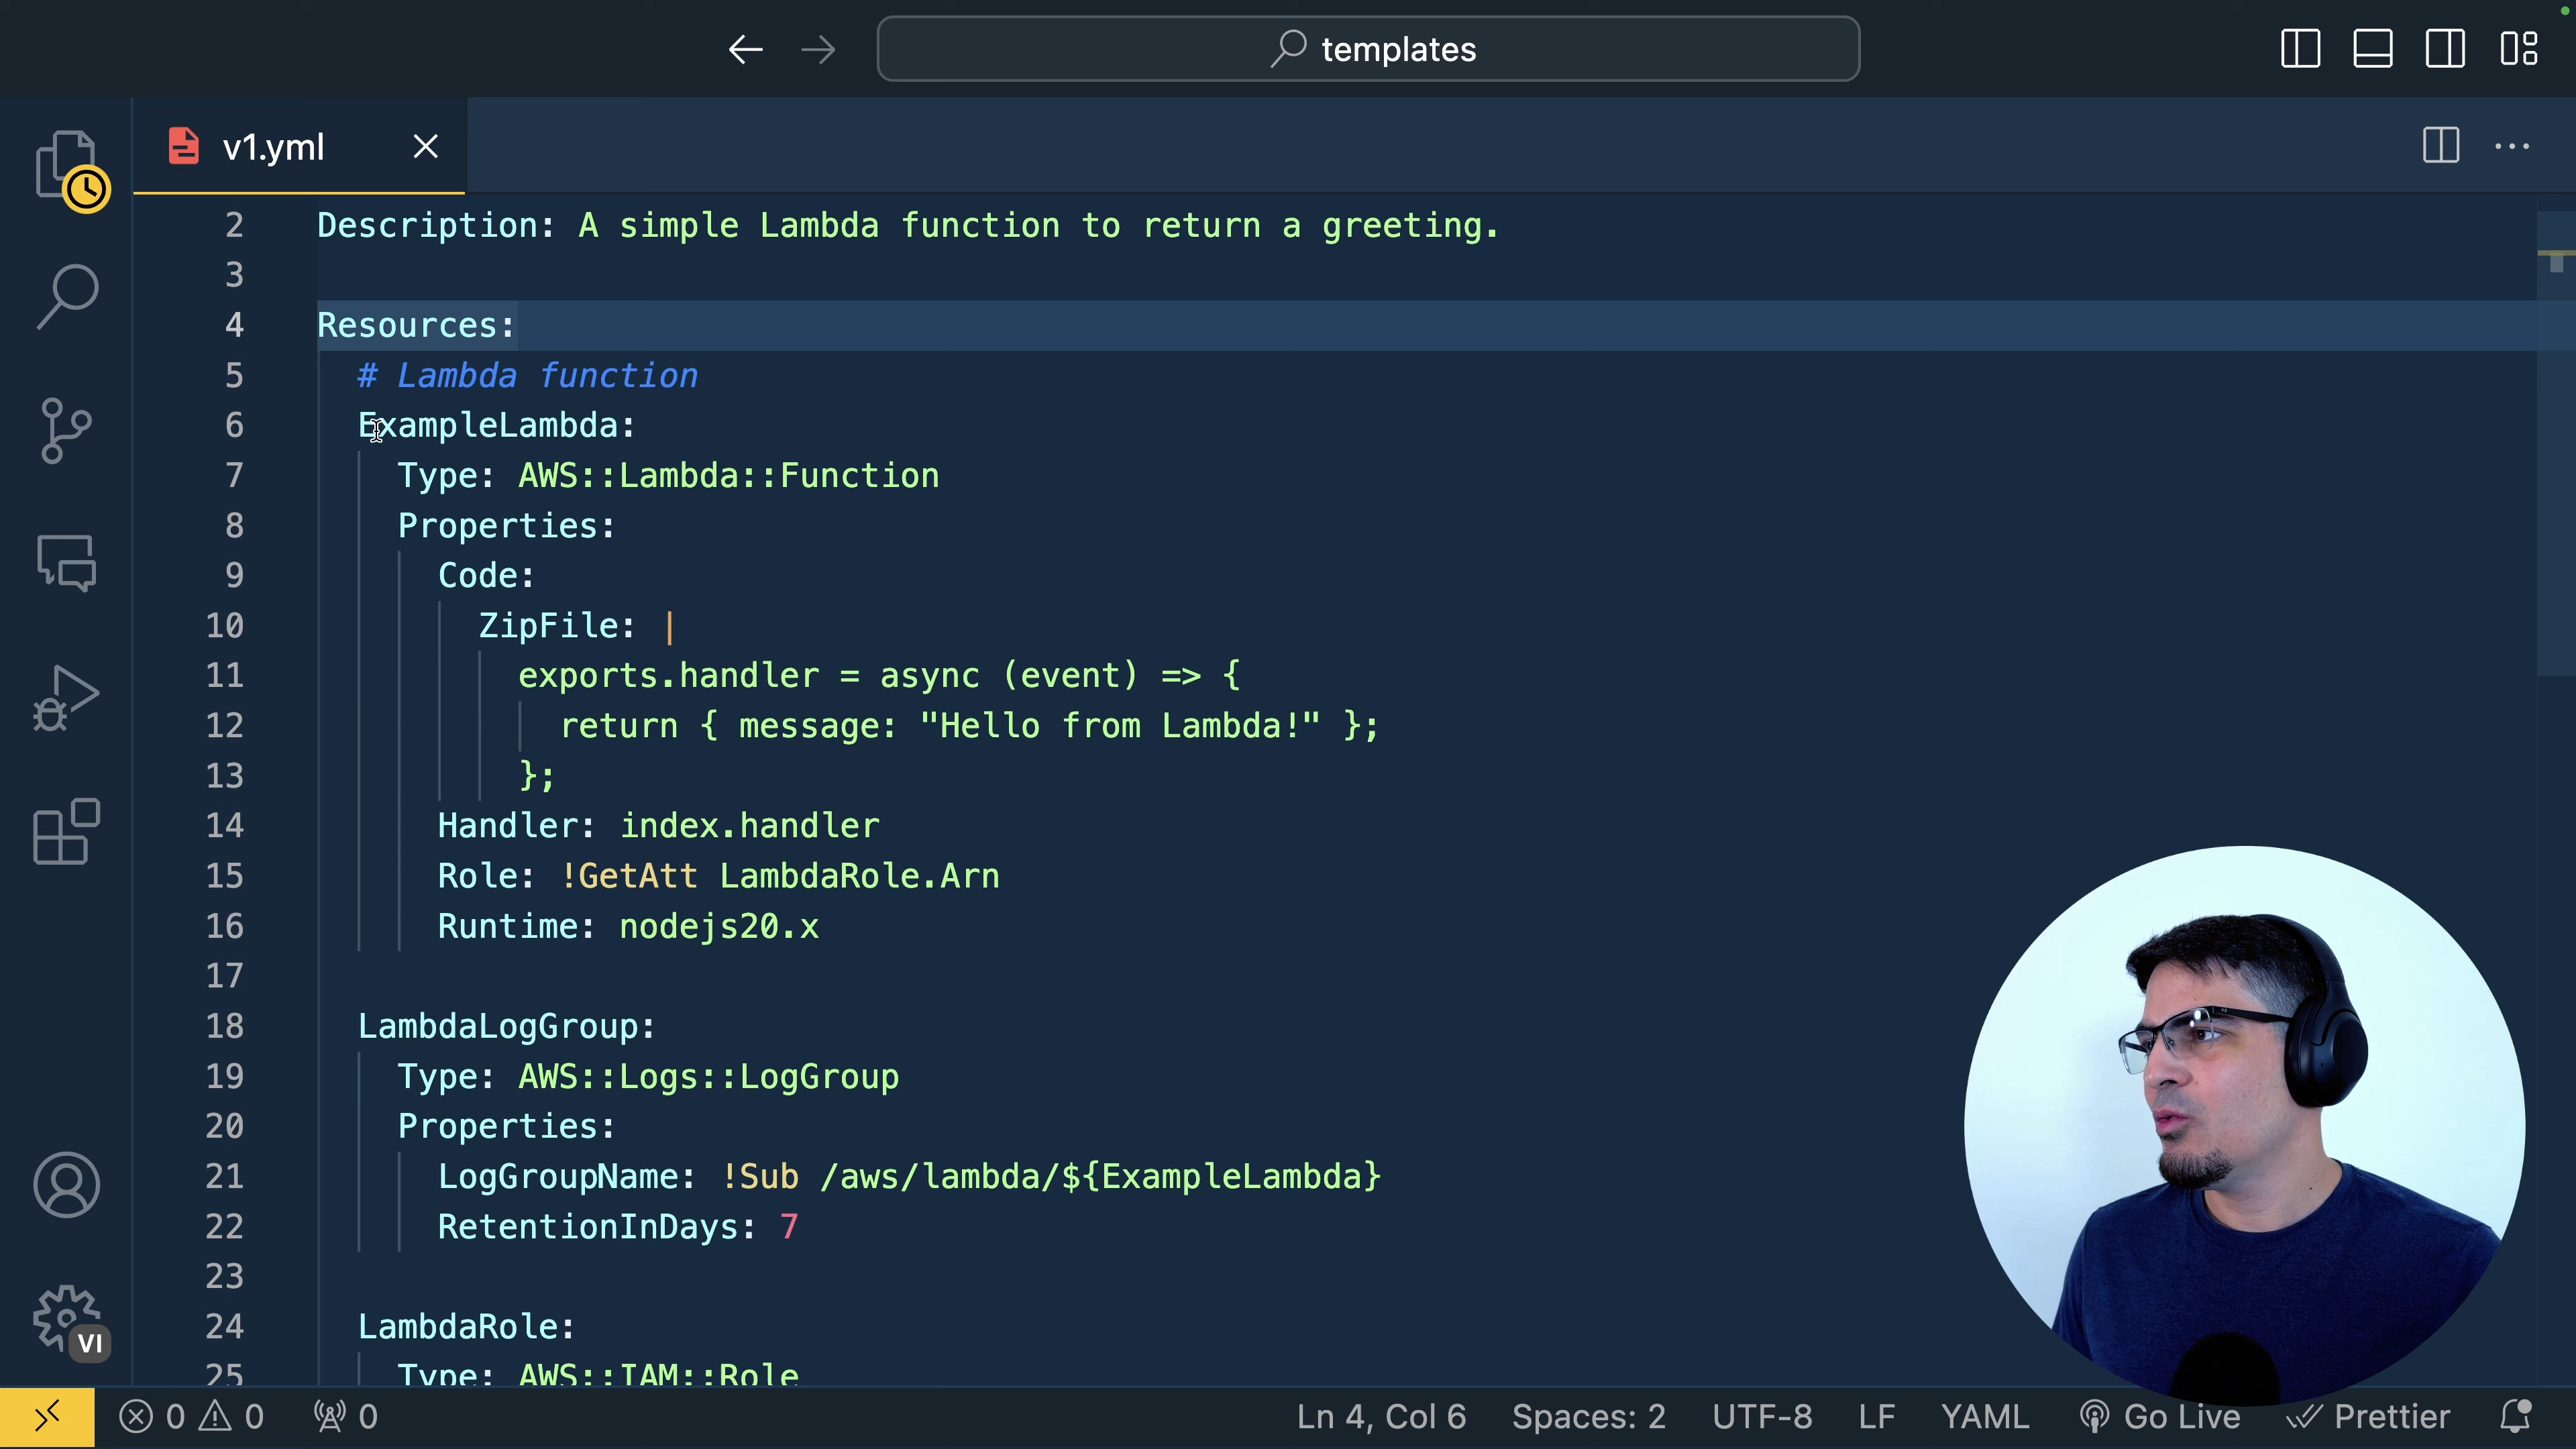 templates
v1.yml
2 Description: A simple Lambda function to return a greeting.
3
4 Resources:
5 # Lambda function
6 ExampleLambda:
7 Type: AWS::Lambda::Function
8 Properties:
9 Code:
10 ZipFile: |
11 exports.handler = async (event) => {
12 return { message: "Hello from Lambda!" };
13 };
14 Handler: index.handler
15 Role: !GetAtt LambdaRole.Arn
16 Runtime: nodejs20.x
17
18 LambdaLogGroup:
19 Type: AWS::Logs::LogGroup
20 Properties:
21 LogGroupName: !Sub /aws/lambda/${ExampleLambda}
22 RetentionInDays: 7
23
24 LambdaRole:
25 Type: AWS::IAM::Role
VI
0 0 0 Ln 4, Col 6 Spaces: 2 UTF-8 LF YAML Go Live Prettier